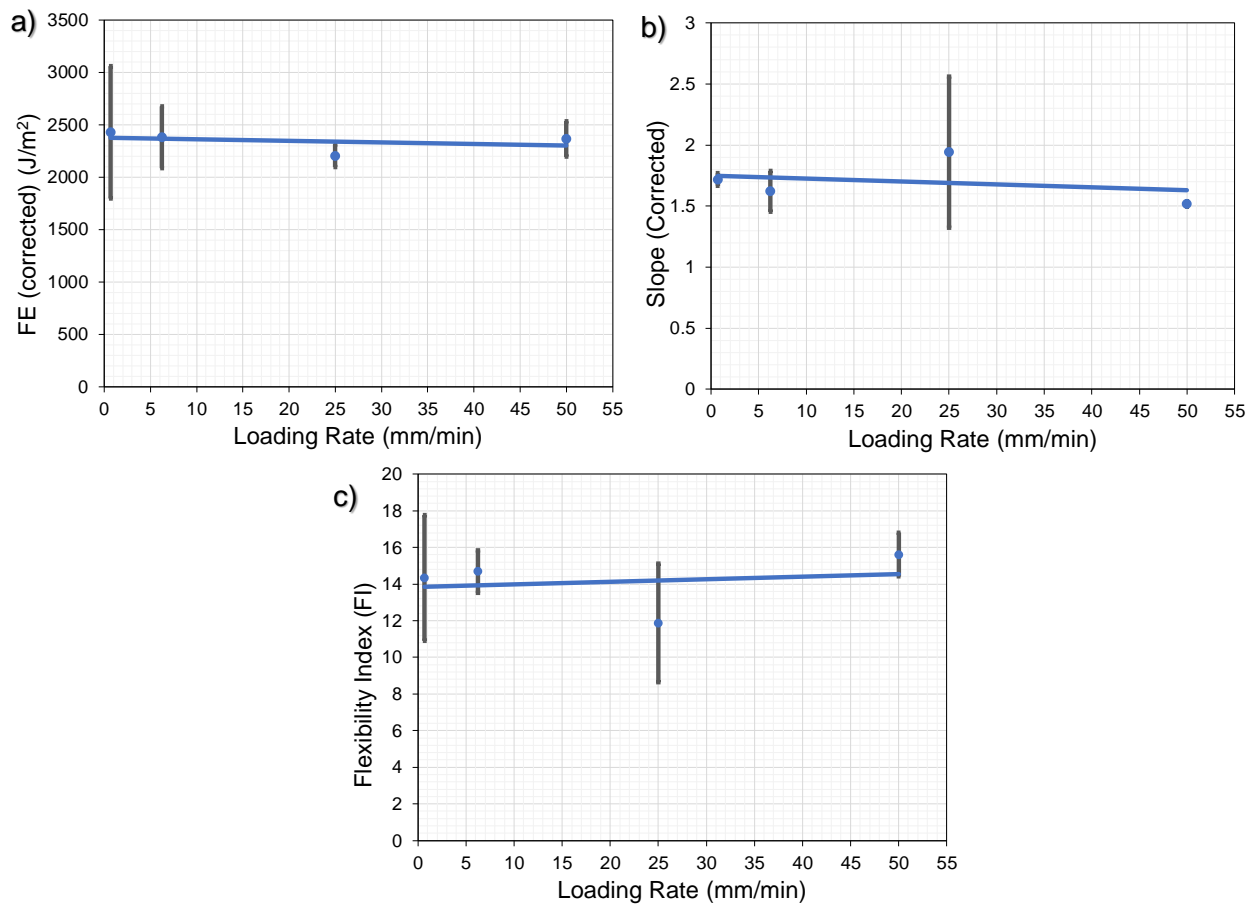 a)
3500
3000
2500
2000
1500
1000
500
0
FE (corrected) (J/m²)
0 5 10 15 20 25 30 35 40 45 50 55
Loading Rate (mm/min)
b)
3
2.5
2
1.5
1
0.5
0
Slope (Corrected)
0 5 10 15 20 25 30 35 40 45 50 55
Loading Rate (mm/min)
c)
20
18
16
14
12
10
8
6
4
2
0
Flexibility Index (FI)
0 5 10 15 20 25 30 35 40 45 50 55
Loading Rate (mm/min)